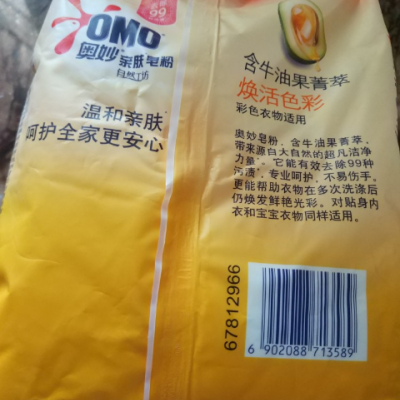 99
OMO
奥妙 亲肤皂粉
自然工坊
温和亲肤
呵护全家更安心
含牛油果菁萃
焕活色彩
彩色衣物适用
奥妙皂粉，含牛油果菁萃，
带来源自大自然的超凡洁净
力量。它能有效去除99种
污渍，专业呵护，不易伤手。
更能帮助衣物在多次洗涤后
仍焕发鲜艳光彩。对贴身内
衣和宝宝衣物同样适用。
67812966
6 902088 713589